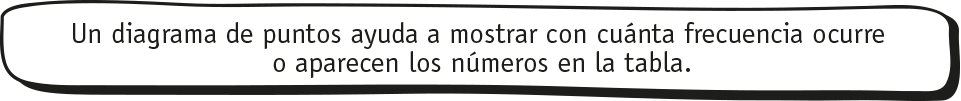 Un diagrama de puntos ayuda a mostrar con cuánta frecuencia ocurre
o aparecen los números en la tabla.